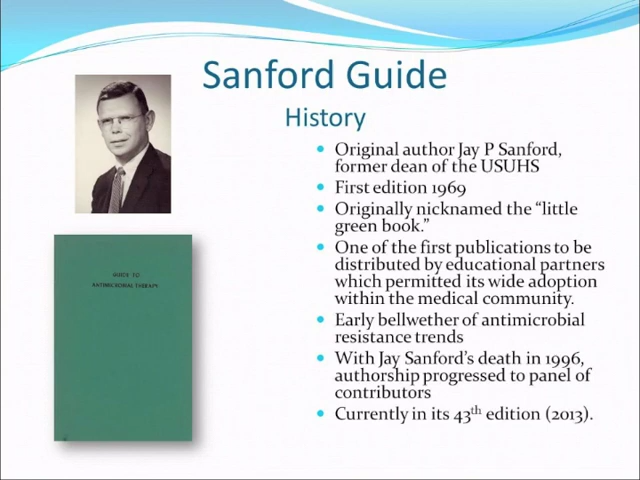 Sanford Guide
History
• Original author Jay P Sanford,
former dean of the USUHS
• First edition 1969
• Originally nicknamed the “little
green book.”
• One of the first publications to be
distributed by educational partners
which permitted its wide adoption
within the medical community.
• Early bellwether of antimicrobial
resistance trends
• With Jay Sanford’s death in 1996,
authorship progressed to panel of
contributors
• Currently in its 43th edition (2013).
GUIDE TO
ANTIMICROBIAL THERAPY